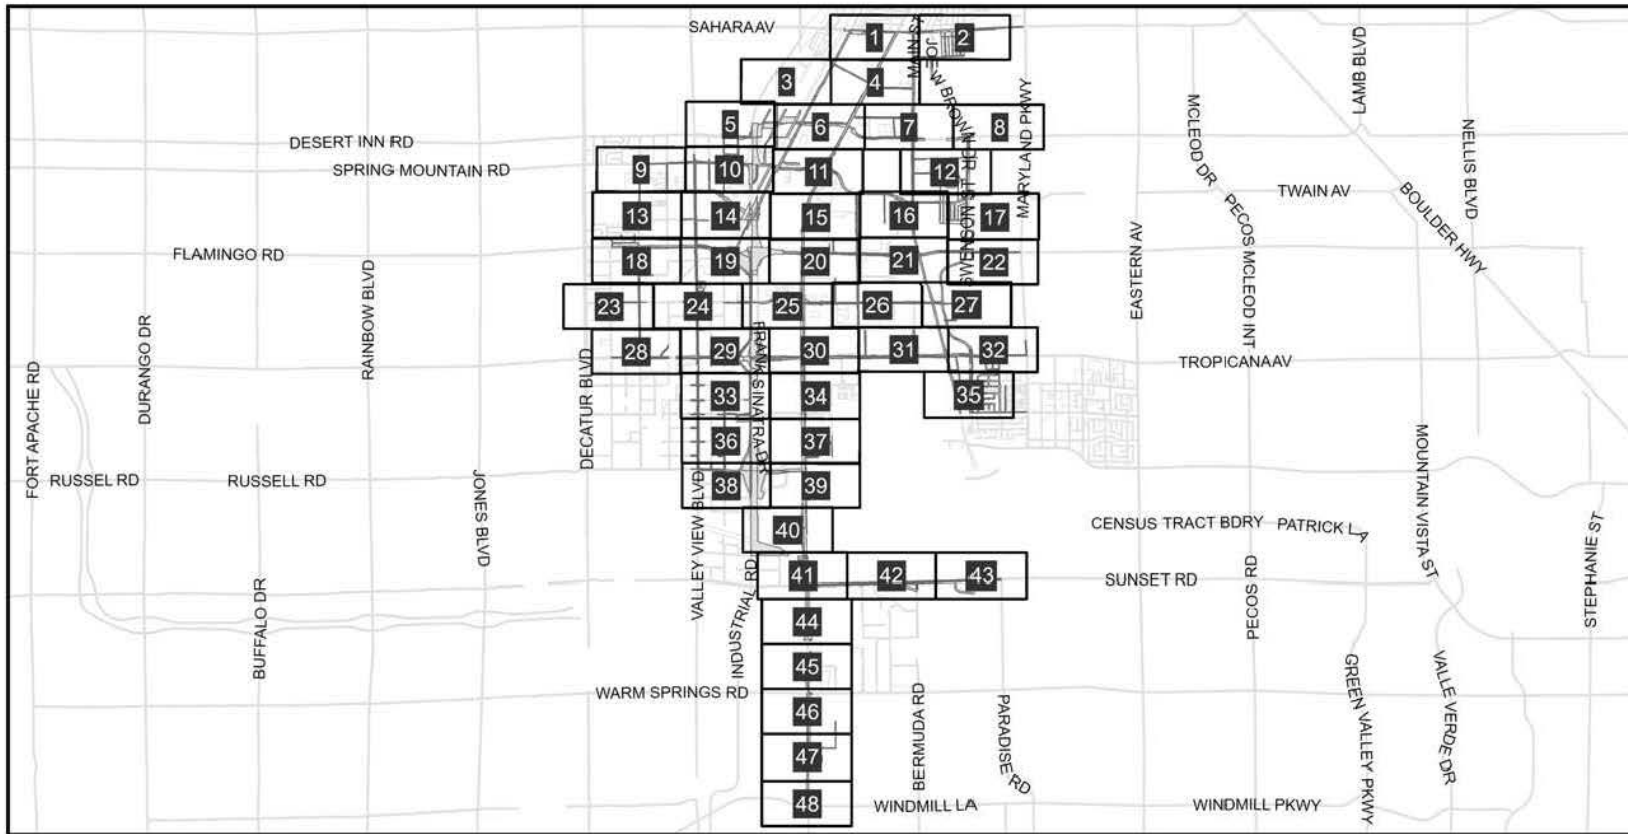 SAHARA AV
1
2
MAIN ST
JOE W BROWN DR
LAMB BLVD
3
4
5
6
7
8
MARYLAND PKWY
MCLEOD DR
NELLIS BLVD
DESERT INN RD
SPRING MOUNTAIN RD
9
10
11
12
SWENSON ST
TWAIN AV
BOULDER HWY
PECOS MCLEOD INT
13
14
15
16
17
FLAMINGO RD
18
19
20
21
22
EASTERN AV
RAINBOW BLVD
23
24
25
26
27
DURANGO DR
FORT APACHE RD
DECATUR BLVD
28
29
30
31
32
FRANK SINATRA DR
TROPICANA AV
33
34
35
36
37
RUSSEL RD
RUSSELL RD
JONES BLVD
VALLEY VIEW BLVD
38
39
MOUNTAIN VISTA ST
STEPHANIE ST
40
CENSUS TRACT BDRY
PATRICK LA
BUFFALO DR
INDUSTRIAL RD
41
42
43
SUNSET RD
PECOS RD
44
45
WARM SPRINGS RD
46
BERMUDA RD
PARADISE RD
GREEN VALLEY PKWY
VALLE VERDE DR
47
48
WINDMILL LA
WINDMILL PKWY